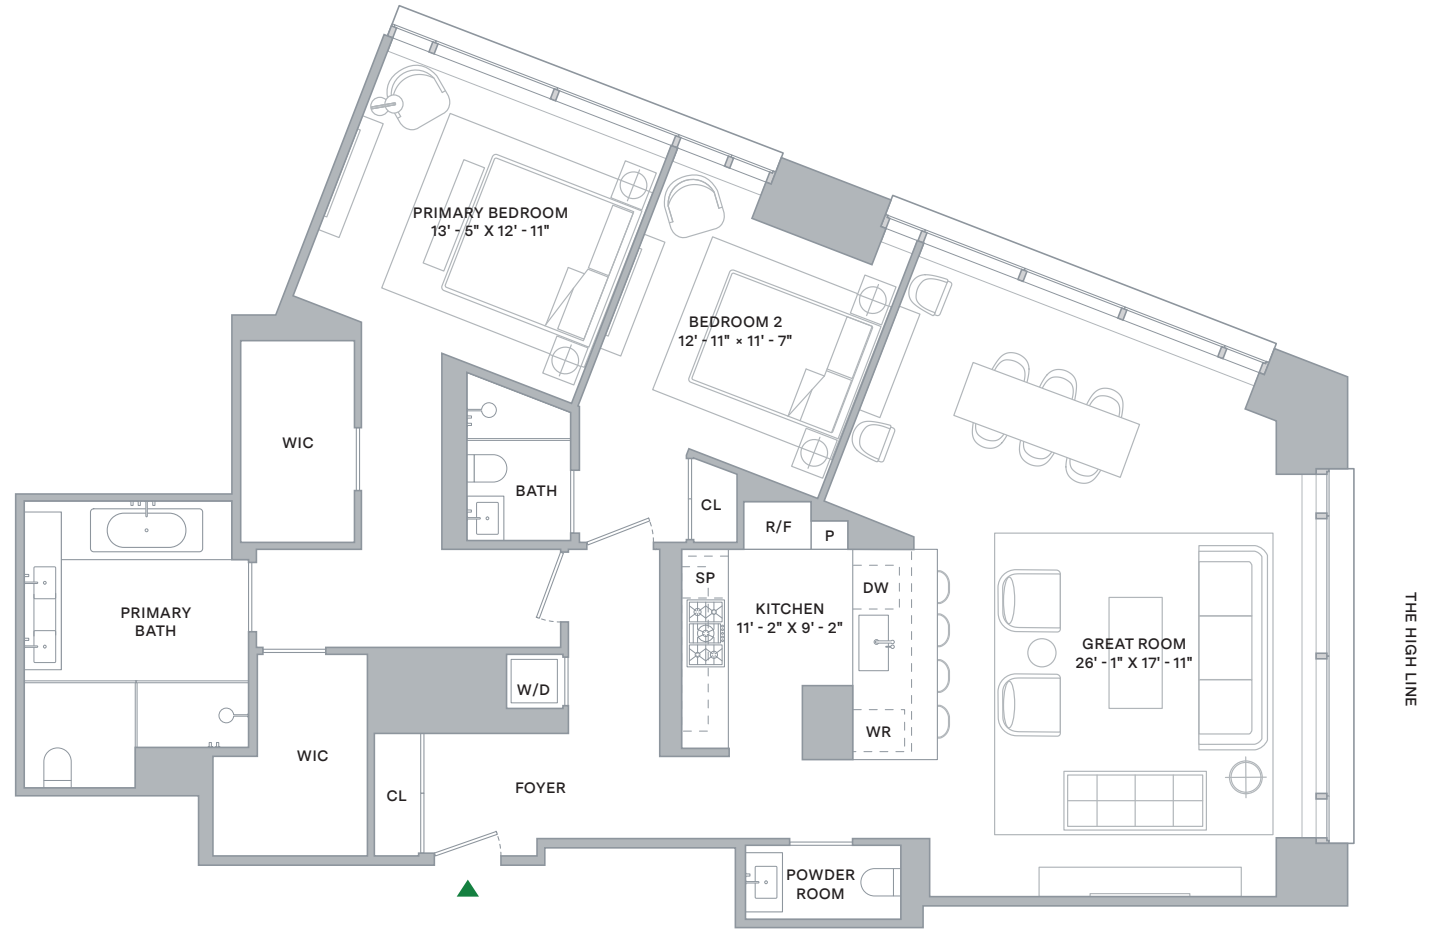 PRIMARY BEDROOM
13' - 5" X 12' - 11"
BEDROOM 2
12' - 11" × 11' - 7"
WIC
BATH
CL
R/F
P
SP
DW
KITCHEN
11' - 2" X 9' - 2"
PRIMARY
BATH
GREAT ROOM
26' - 1" X 17' - 11"
THE HIGH LINE
W/D
WR
WIC
CL
FOYER
POWDER
ROOM